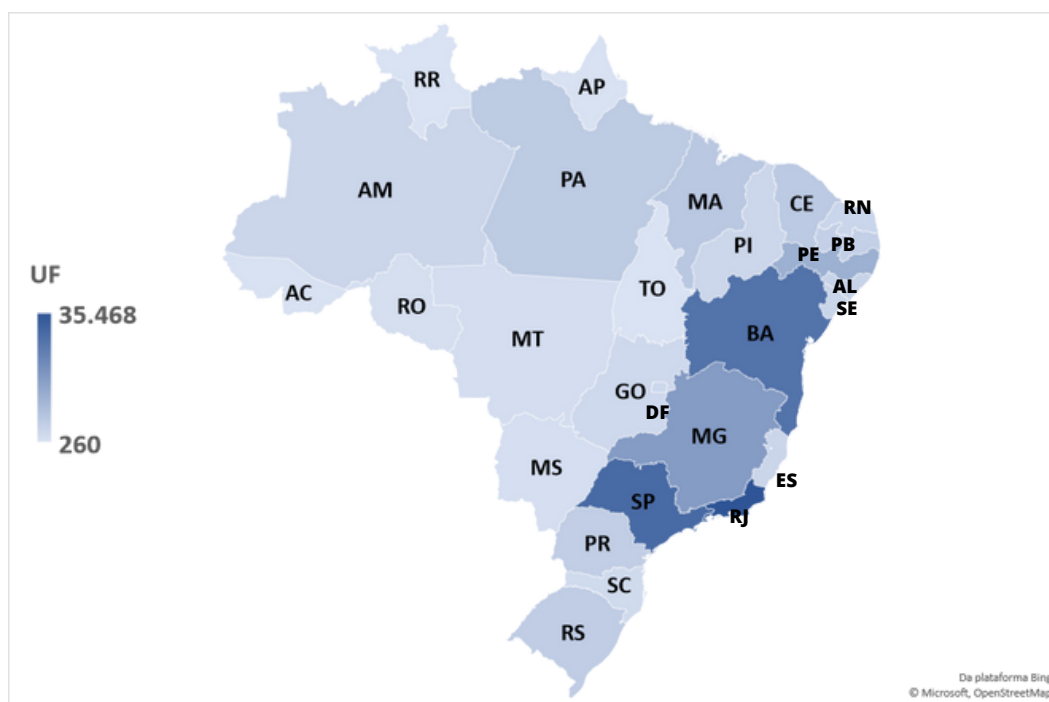 RR
AP
AM
PA
MA
CE
RN
PI
PB
PE
UF
AC
RO
TO
AL
SE
35.468
MT
BA
GO
DF
MG
260
MS
ES
SP
RJ
PR
SC
RS
Da plataforma Bing
© Microsoft, OpenStreetMap